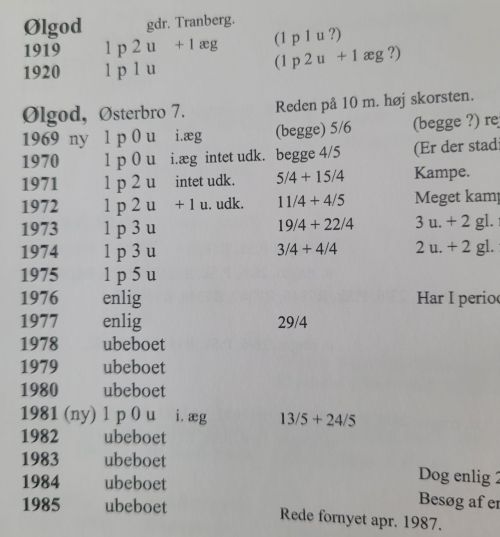 Ølgod gdr. Tranberg.
1919 1 p 2 u + 1 æg (1 p 1 u ?)
1920 1 p 1 u (1 p 2 u + 1 æg ?)
Ølgod, Østerbro 7. Reden på 10 m. høj skorsten.
1969 ny 1 p 0 u i.æg (begge) 5/6 (begge ?)
1970 1 p 0 u i.æg intet udk. begge 4/5 (Er der
1971 1 p 2 u intet udk. 5/4 + 15/4 Kampe.
1972 1 p 2 u + 1 u. udk. 11/4 + 4/5 Meget
1973 1 p 3 u 19/4 + 22/4 3 u. + 2 gl.
1974 1 p 3 u 3/4 + 4/4 2 u. + 2 gl.
1975 1 p 5 u
1976 enlig Har I
1977 enlig 29/4
1978 ubeboet
1979 ubeboet
1980 ubeboet
1981 (ny) 1 p 0 u i. æg 13/5 + 24/5
1982 ubeboet
1983 ubeboet
1984 ubeboet Dog enlig 2
1985 ubeboet Besøg af
Rede fornyet apr. 1987.